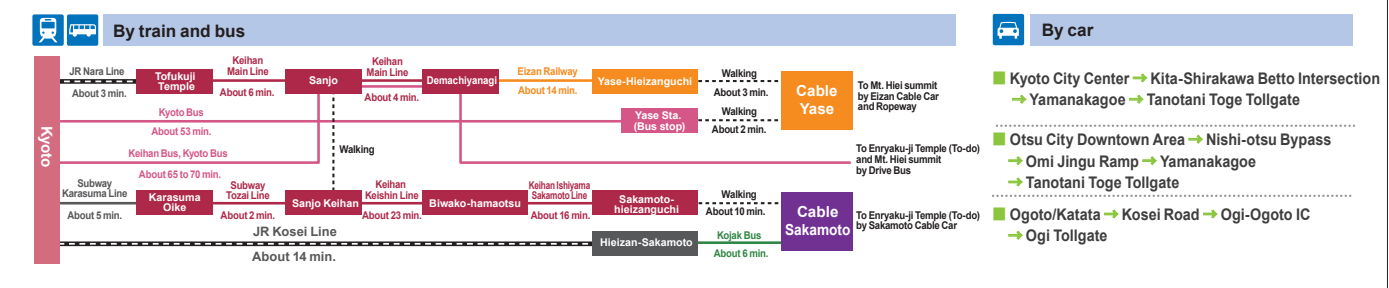 By train and bus
JR Nara Line
About 3 min.
Tofukuji
Temple
Keihan
Main Line
About 6 min.
Sanjo
Keihan
Main Line
About 4 min.
Demachiyanagi
Eizan Railway
About 14 min.
Yase-Hieizanguchi
Walking
About 3 min.
Cable
Yase
To Mt. Hiei summit
by Eizan Cable Car
and Ropeway
Kyoto
Kyoto Bus
About 53 min.
Yase Sta.
(Bus stop)
Walking
About 2 min.
Keihan Bus, Kyoto Bus
About 65 to 70 min.
Walking
To Enryaku-ji Temple (To-do)
and Mt. Hiei summit
by Drive Bus
Subway
Karasuma Line
About 5 min.
Karasuma
Oike
Subway
Tozai Line
About 2 min.
Sanjo Keihan
Keihan
Keishin Line
About 23 min.
Biwako-hamaotsu
Keihan Ishiyama
Sakamoto Line
About 16 min.
Sakamoto-
hieizanguchi
Walking
About 10 min.
Cable
Sakamoto
To Enryaku-ji Temple (To-do)
by Sakamoto Cable Car
JR Kosei Line
About 14 min.
Hieizan-Sakamoto
Kojak Bus
About 6 min.
By car
■ Kyoto City Center → Kita-Shirakawa Betto Intersection
→ Yamanakagoe → Tanotani Toge Tollgate
■ Otsu City Downtown Area → Nishi-otsu Bypass
→ Omi Jingu Ramp → Yamanakagoe
→ Tanotani Toge Tollgate
■ Ogoto/Katata → Kosei Road → Ogi-Ogoto IC
→ Ogi Tollgate